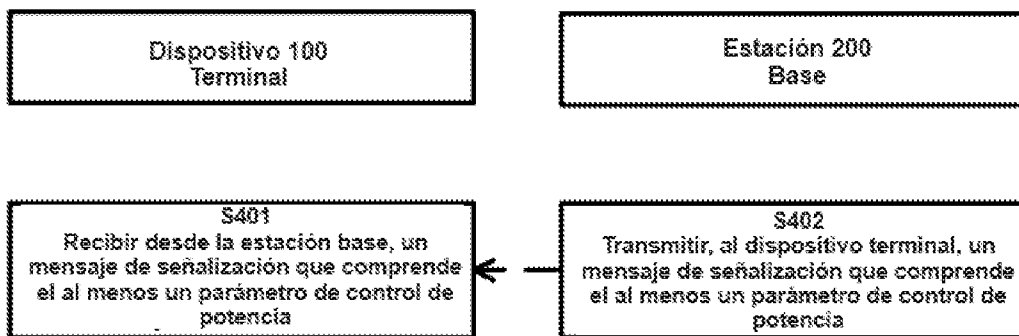 Dispositivo 100
Terminal
Estación 200
Base
S401
Recibir desde la estación base, un
mensaje de señalización que comprende
el al menos un parámetro de control de
potencia
S402
Transmitir, al dispositivo terminal, un
mensaje de señalización que comprende
el al menos un parámetro de control de
potencia